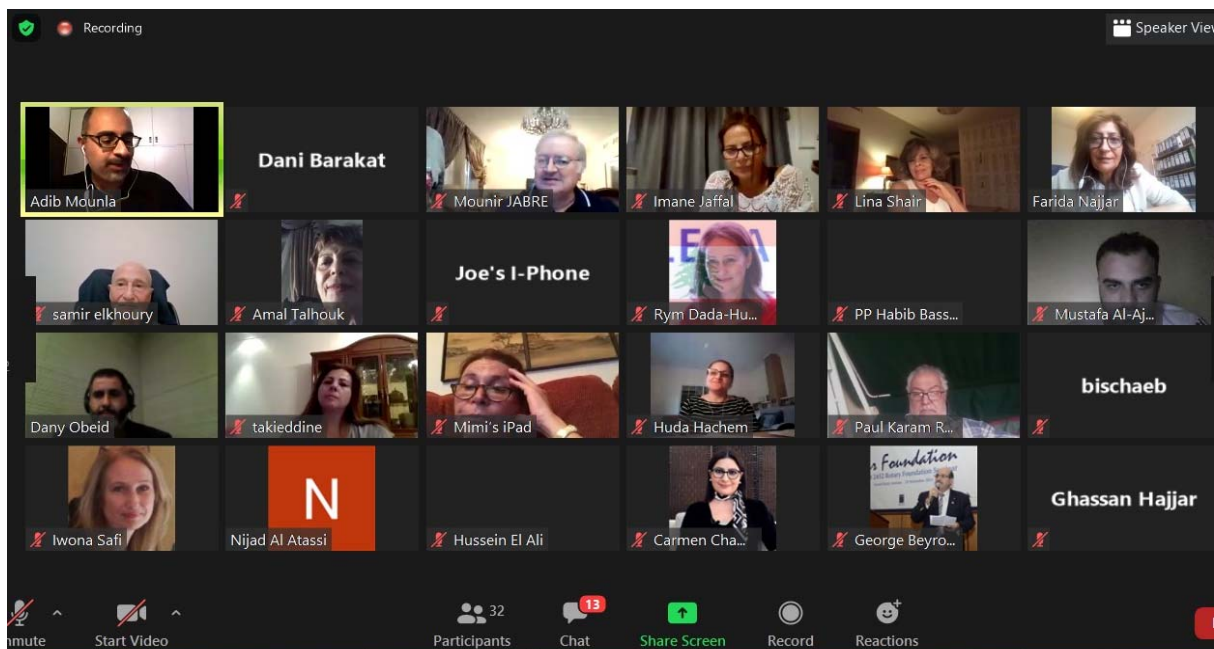 Recording
Speaker View
Adib Mounla
Dani Barakat
Mounir JABRE
Imane Jaffal
Lina Shair
Farida Najjar
samir elkhoury
Amal Talhouk
Joe's I-Phone
Rym Dada-Hu...
PP Habib Bass...
Mustafa Al-Aj...
Dany Obeid
takieddine
Mimi's iPad
Huda Hachem
Paul Karam R...
bischaeb
Iwona Safi
N
Nijad Al Atassi
Hussein El Ali
Carmen Cha...
Foundation
George Beyro...
Ghassan Hajjar
32
13
nmute
Start Video
Participants
Chat
Share Screen
Record
Reactions